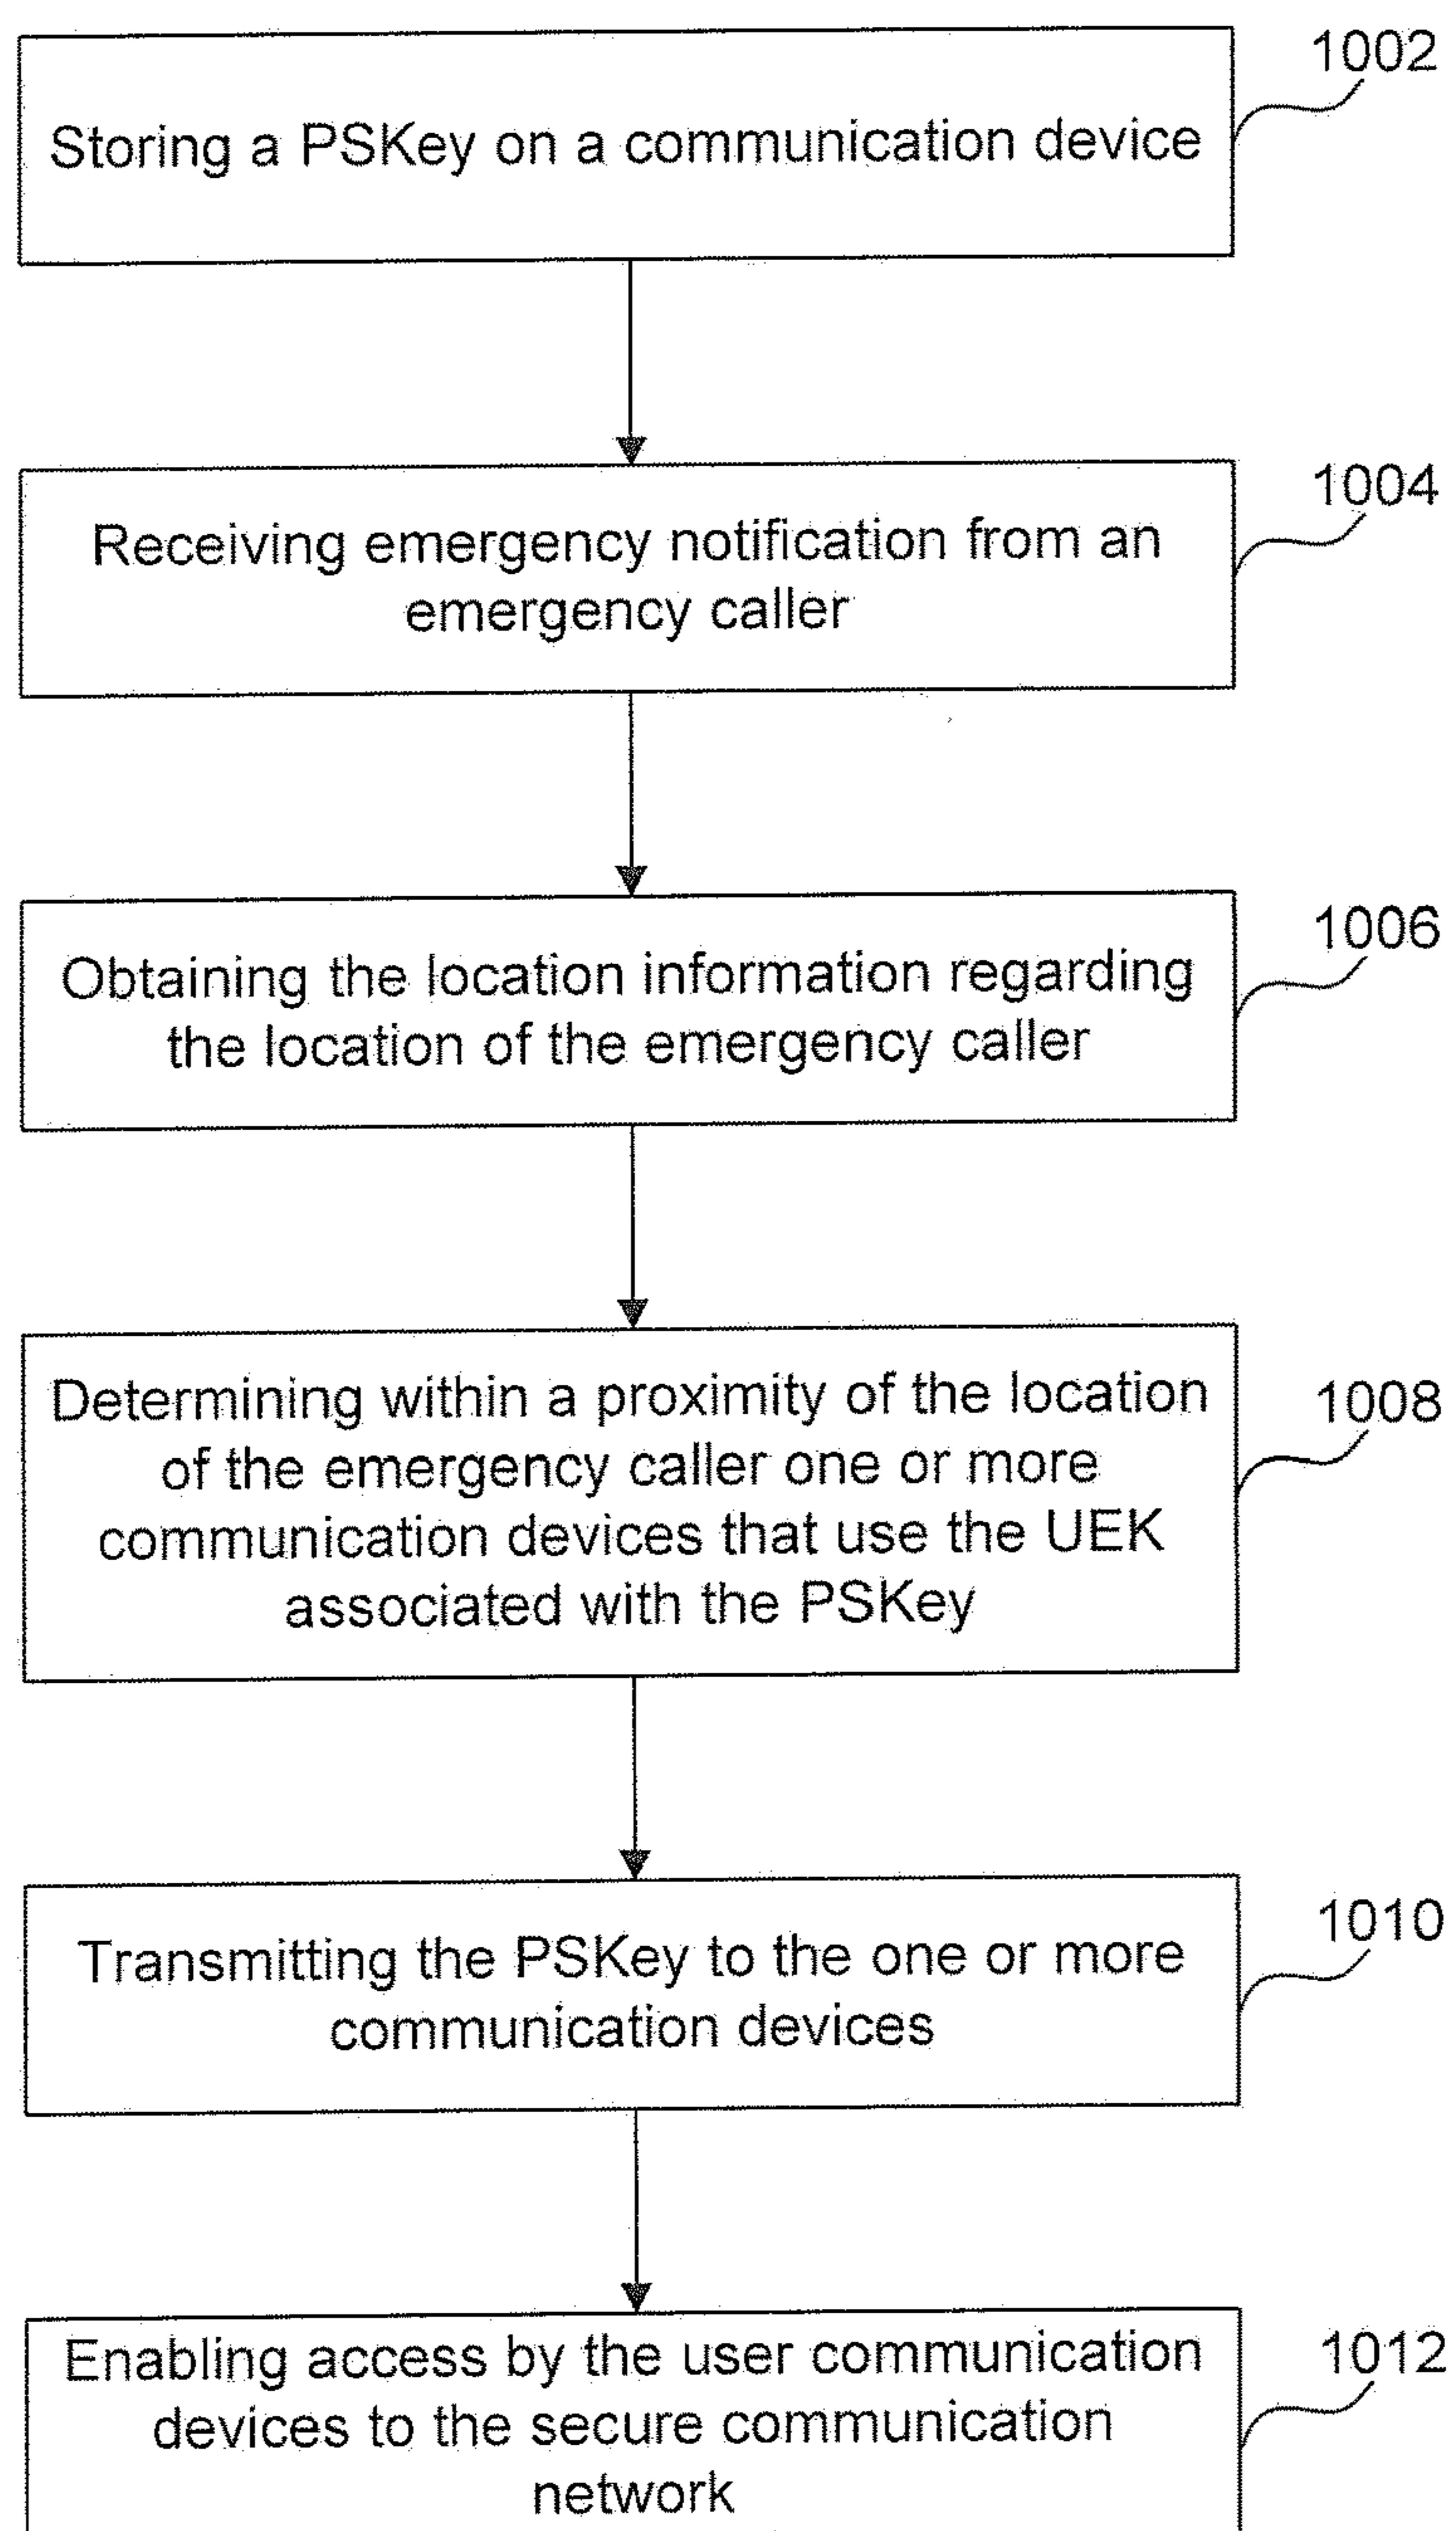 1002
Storing a PSKey on a communication device
1004
Receiving emergency notification from an
emergency caller
1006
Obtaining the location information regarding
the location of the emergency caller
1008
Determining within a proximity of the location
of the emergency caller one or more
communication devices that use the UEK
associated with the PSKey
1010
Transmitting the PSKey to the one or more
communication devices
1012
Enabling access by the user communication
devices to the secure communication
network